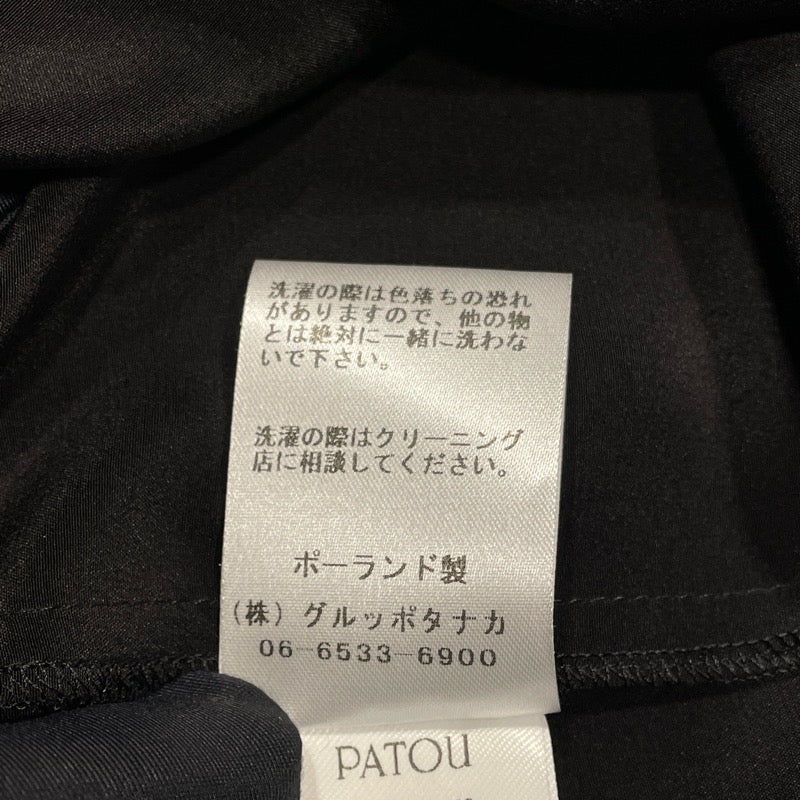 洗濯の際は色落ちの恐れ
がありますので、他の物
とは絶対に一緒に洗わな
いで下さい。
洗濯の際はクリーニング
店に相談してください。
ポーランド製
(株)グルッポタナカ
06-6533-6900
PATOU